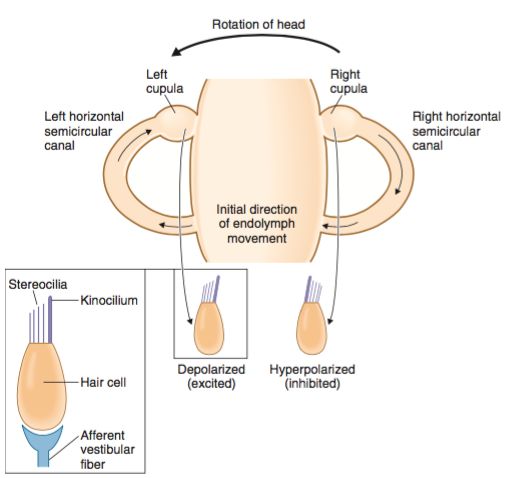 Rotation of head
Left
cupula
Right
cupula
Left horizontal
semicircular
canal
Right horizontal
semicircular
canal
Initial direction
of endolymph
movement
Stereocilia
Kinocilium
Hair cell
Afferent
vestibular
fiber
Depolarized
(excited)
Hyperpolarized
(inhibited)